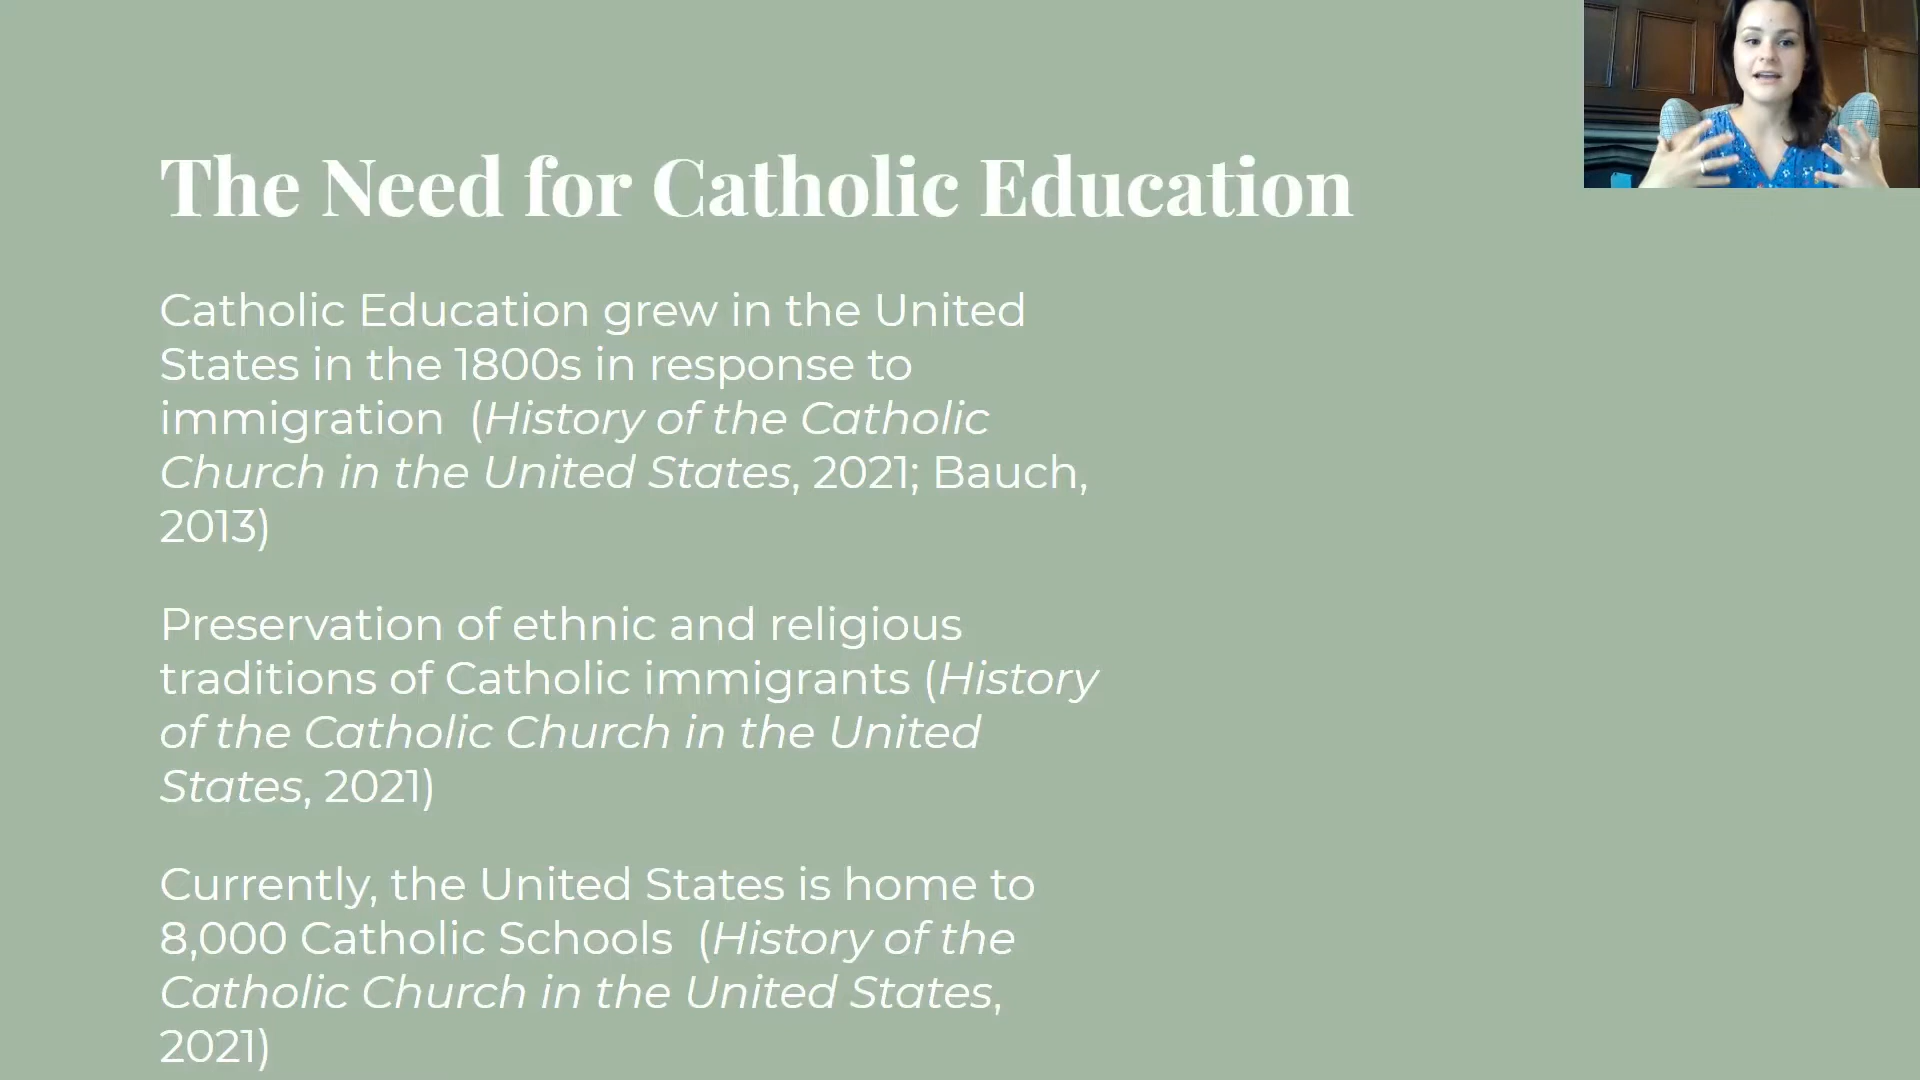 The Need for Catholic Education
Catholic Education grew in the United
States in the 1800s in response to
immigration  (History of the Catholic
Church in the United States, 2021; Bauch,
2013)
Preservation of ethnic and religious
traditions of Catholic immigrants (History
of the Catholic Church in the United
States, 2021)
Currently, the United States is home to
8,000 Catholic Schools  (History of the
Catholic Church in the United States,
2021)